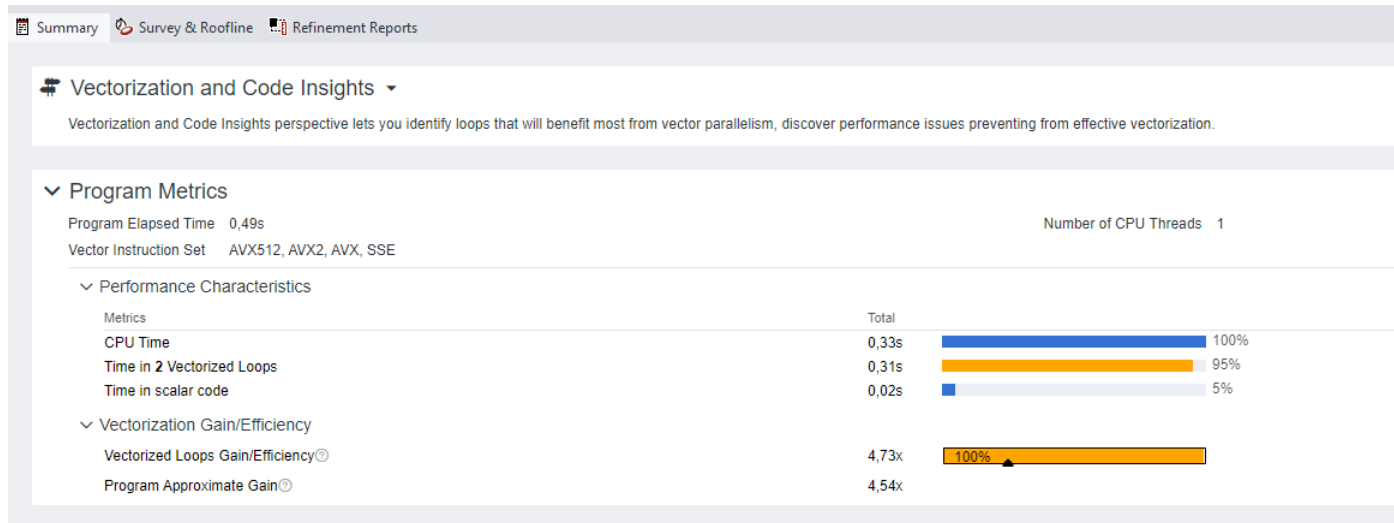 Summary Survey & Roofline Refinement Reports
Vectorization and Code Insights
Vectorization and Code Insights perspective lets you identify loops that will benefit most from vector parallelism, discover performance issues preventing from effective vectorization.
Program Metrics
Program Elapsed Time 0,49s Number of CPU Threads 1
Vector Instruction Set AVX512, AVX2, AVX, SSE
Performance Characteristics
Metrics Total
CPU Time 0,33s 100%
Time in 2 Vectorized Loops 0,31s 95%
Time in scalar code 0,02s 5%
Vectorization Gain/Efficiency
Vectorized Loops Gain/Efficiency 4,73x 100%
Program Approximate Gain 4,54x